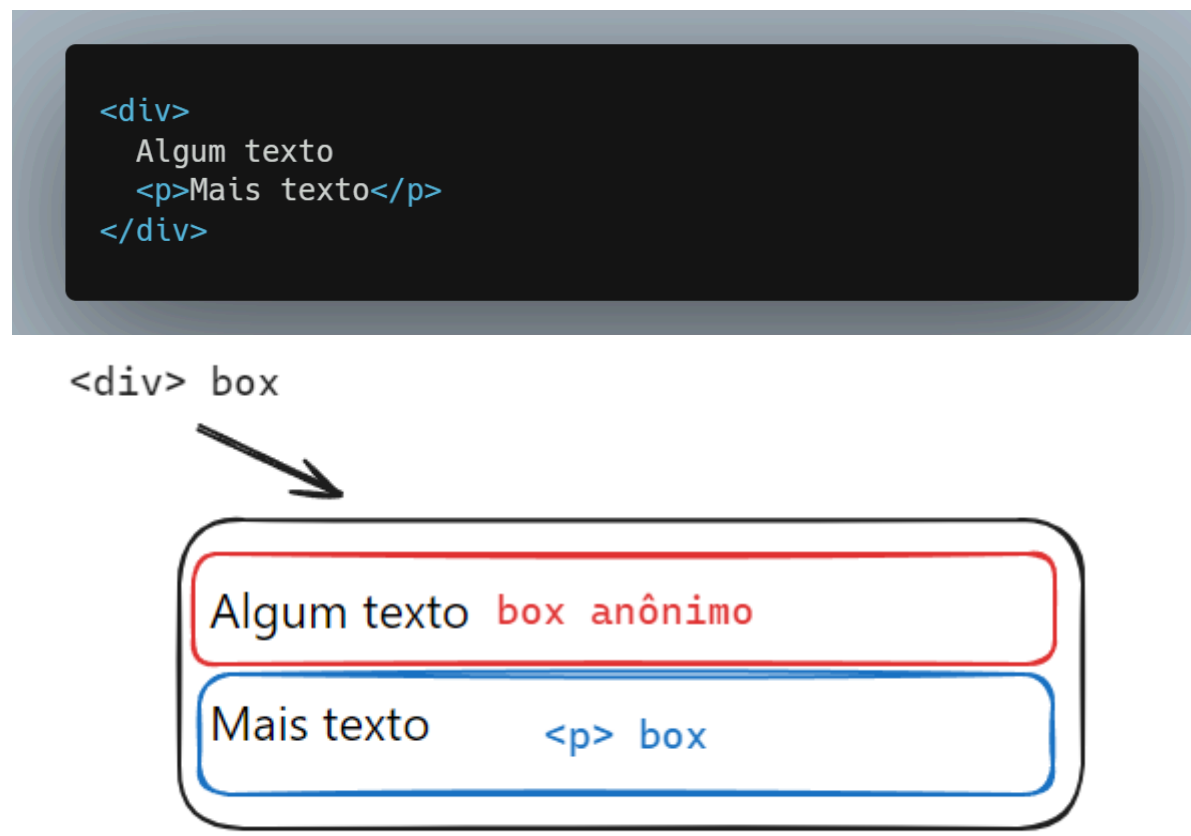 <div>
  Algum texto
  <p>Mais texto</p>
</div>
<div> box
Algum texto box anônimo
Mais texto <p> box